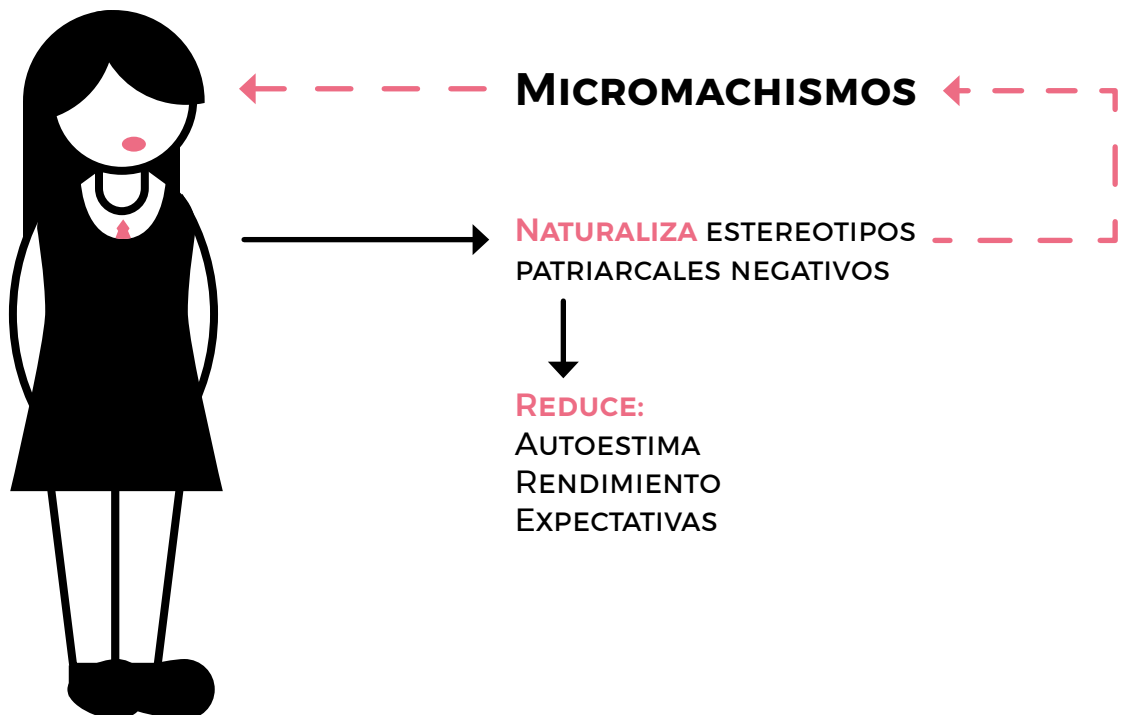 Micromachismos
Naturaliza estereotipos
patriarcales negativos
Reduce:
Autoestima
Rendimiento
Expectativas